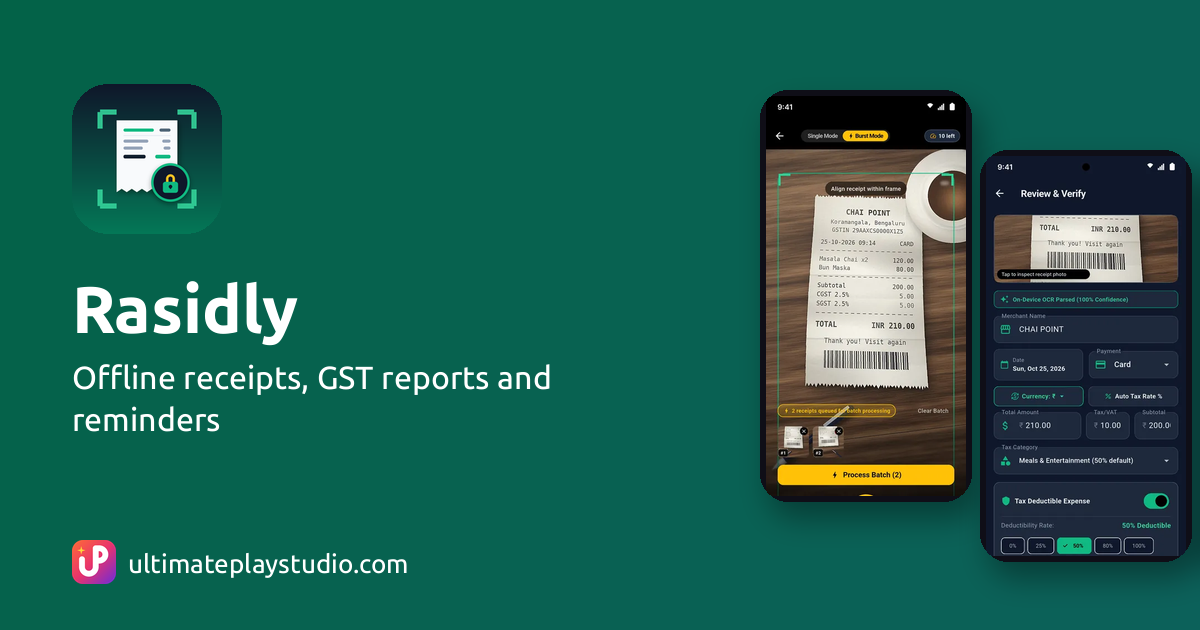 Rasidly
Offline receipts, GST reports and
reminders
ultimateplaystudio.com
9:41
Single Mode
Burst Mode
10 left
Align receipt within frame
CHAI POINT
Koramangala, Bengaluru
GSTIN 29AAXCS0000X1Z5
25-10-2026 09:14 CARD
Masala Chai x2 120.00
Bun Maska 80.00
Subtotal 200.00
CGST 2.5% 5.00
SGST 2.5% 5.00
TOTAL INR 210.00
Thank you! Visit again
2 receipts queued for batch processing
Clear Batch
#1
#2
Process Batch (2)
9:41
Review & Verify
TOTAL INR 210.00
Thank you! Visit again
Tap to inspect receipt photo
On-Device OCR Parsed (100% Confidence)
Merchant Name
CHAI POINT
Date
Sun, Oct 25, 2026
Payment
Card
Currency: ₹
Auto Tax Rate %
Total Amount
₹ 210.00
Tax/VAT
₹ 10.00
Subtotal
₹ 200.0
Tax Category
Meals & Entertainment (50% default)
Tax Deductible Expense
Deductibility Rate: 50% Deductible
0% 25% 50% 80% 100%